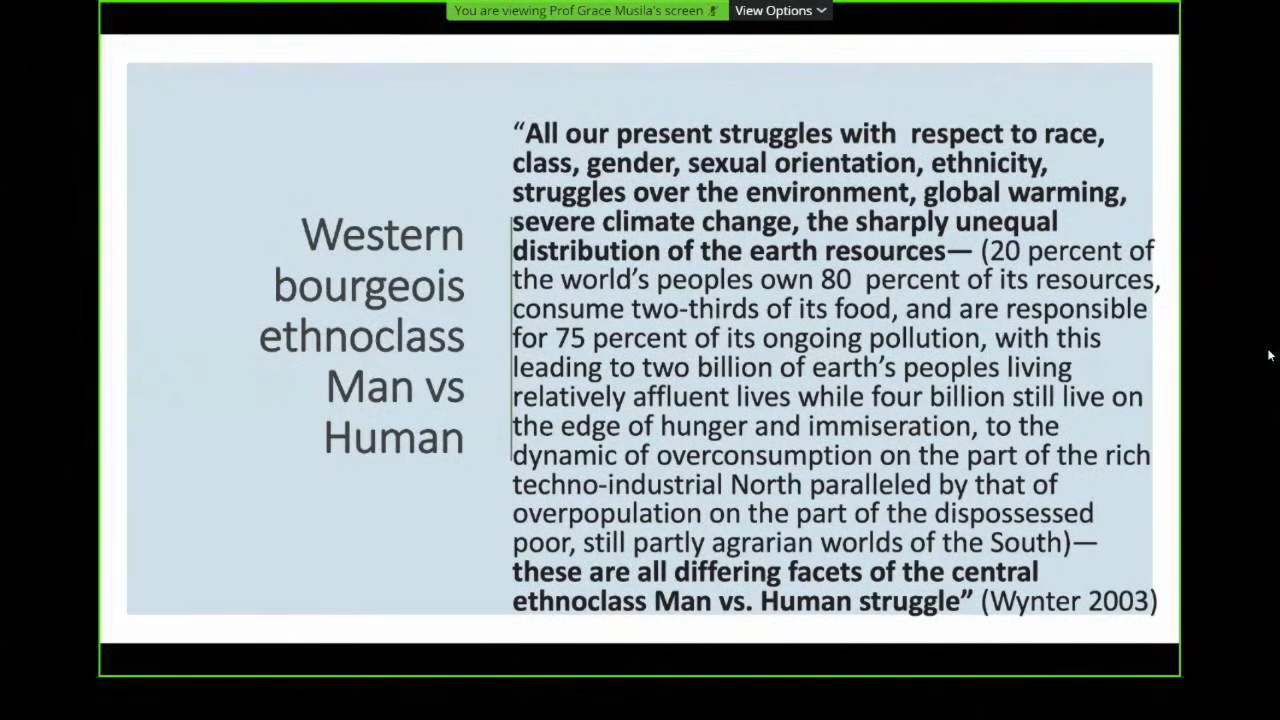 You are viewing Prof Grace Musila's screen
View Options
Western
bourgeois
ethnoclass
Man vs
Human
“All our present struggles with  respect to race,
class, gender, sexual orientation, ethnicity,
struggles over the environment, global warming,
severe climate change, the sharply unequal
distribution of the earth resources— (20 percent of
the world’s peoples own 80  percent of its resources,
consume two-thirds of its food, and are responsible
for 75 percent of its ongoing pollution, with this
leading to two billion of earth’s peoples living
relatively affluent lives while four billion still live on
the edge of hunger and immiseration, to the
dynamic of overconsumption on the part of the rich
techno-industrial North paralleled by that of
overpopulation on the part of the dispossessed
poor, still partly agrarian worlds of the South)—
these are all differing facets of the central
ethnoclass Man vs. Human struggle” (Wynter 2003)